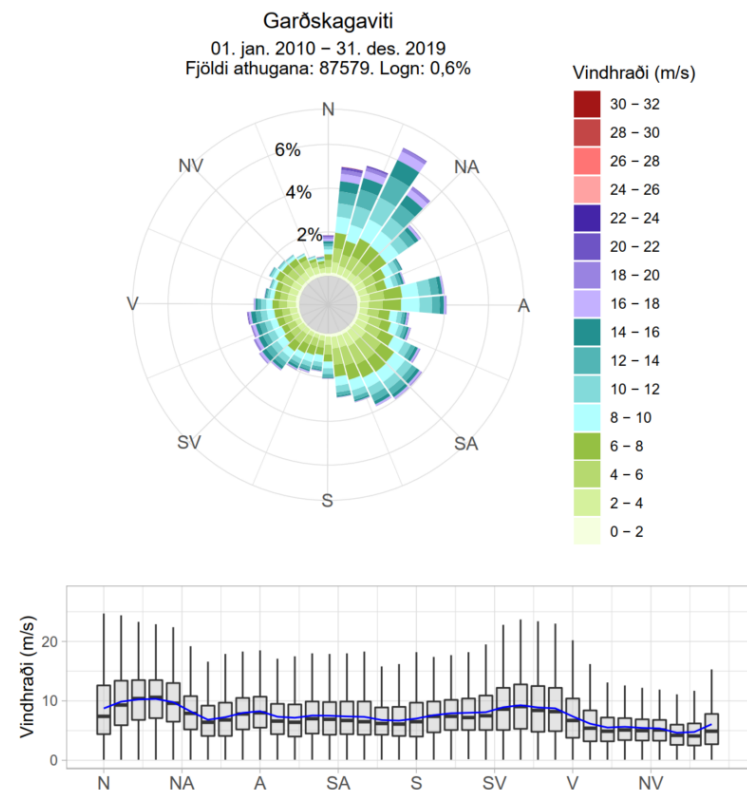 Garðskagaviti
01. jan. 2010 − 31. des. 2019
Fjöldi athugana: 87579. Logn: 0,6%
Vindhraði (m/s)
30 − 32
28 − 30
26 − 28
24 − 26
22 − 24
20 − 22
18 − 20
16 − 18
14 − 16
12 − 14
10 − 12
8 − 10
6 − 8
4 − 6
2 − 4
0 − 2
N
NA
A
SA
S
SV
V
NV
6%
4%
2%
Vindhraði (m/s)
20
10
0
N NA A SA S SV V NV